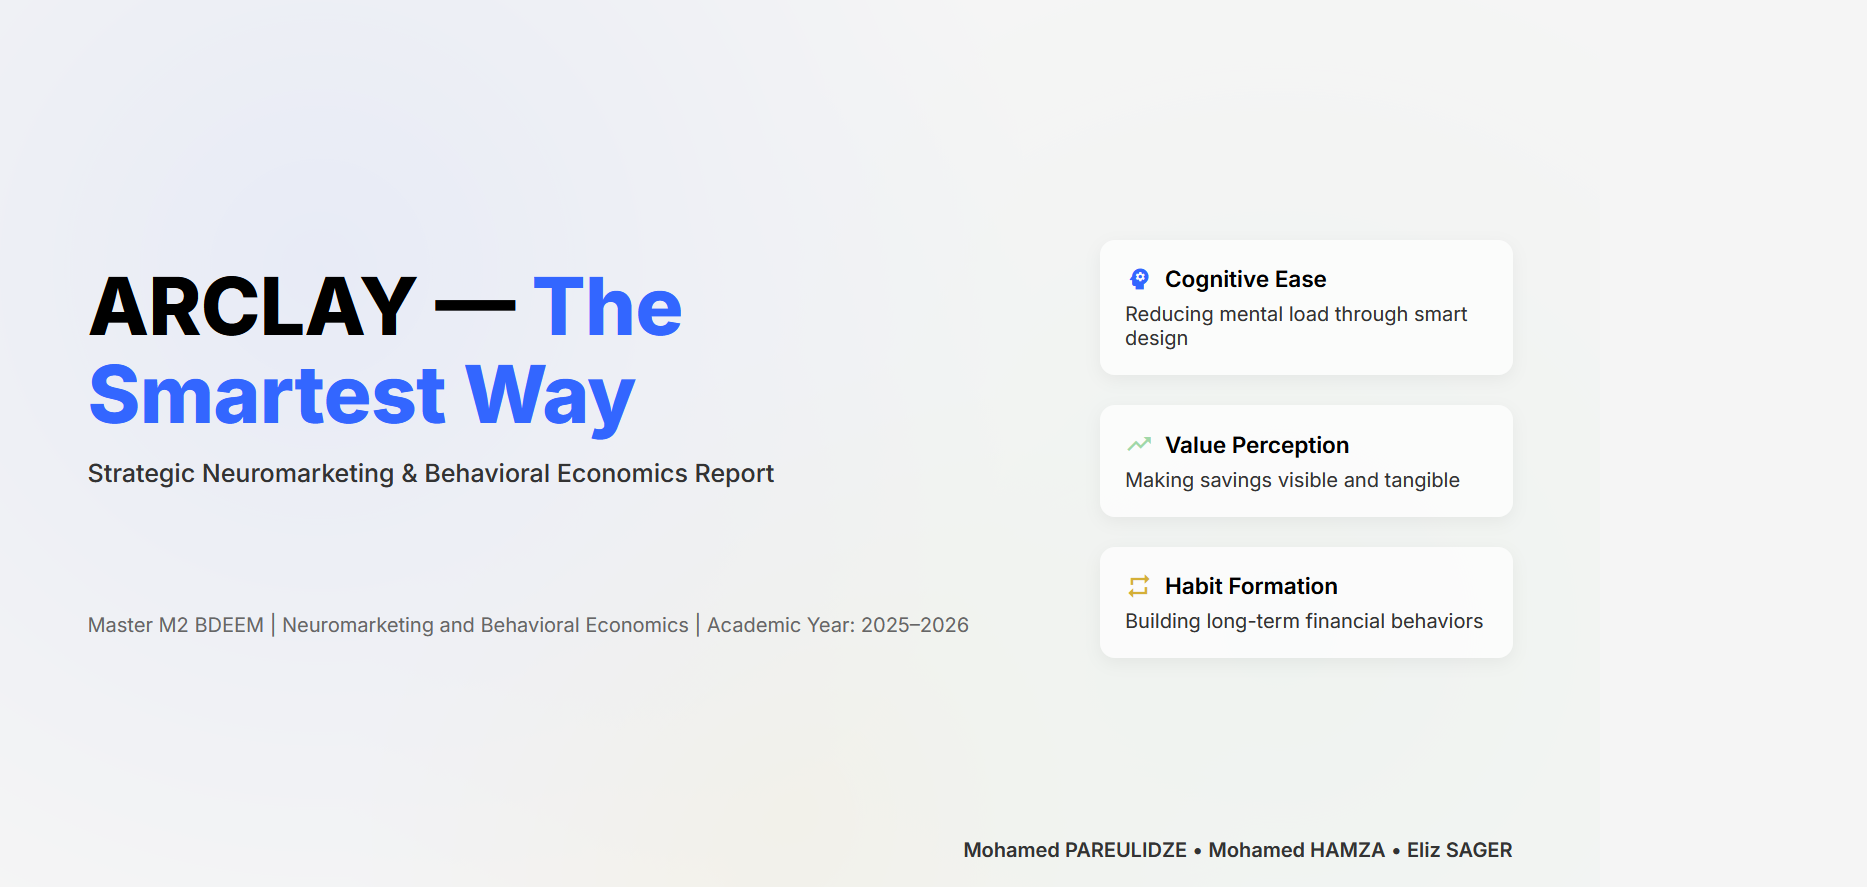 ARCLAY — The
Smartest Way
Strategic Neuromarketing & Behavioral Economics Report
Master M2 BDEEM | Neuromarketing and Behavioral Economics | Academic Year: 2025–2026
Cognitive Ease
Reducing mental load through smart
design
Value Perception
Making savings visible and tangible
Habit Formation
Building long-term financial behaviors
Mohamed PAREULIDZE • Mohamed HAMZA • Eliz SAGER